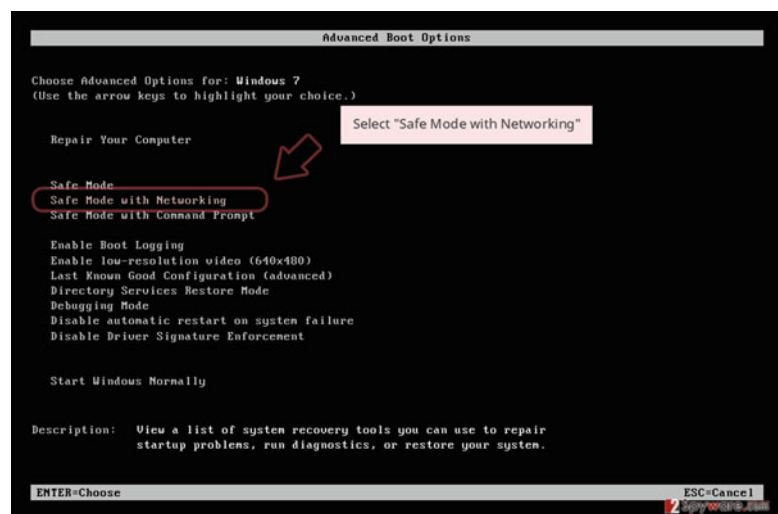 Advanced Boot Options
Choose Advanced Options for: Windows 7
(Use the arrow keys to highlight your choice.)
Select "Safe Mode with Networking"
Repair Your Computer
Safe Mode
Safe Mode with Networking
Safe Mode with Command Prompt
Enable Boot Logging
Enable low-resolution video (640x480)
Last Known Good Configuration (advanced)
Directory Services Restore Mode
Debugging Mode
Disable automatic restart on system failure
Disable Driver Signature Enforcement
Start Windows Normally
Description: View a list of system recovery tools you can use to repair
startup problems, run diagnostics, or restore your system.
ENTER=Choose ESC=Cancel
2 Spyware.com